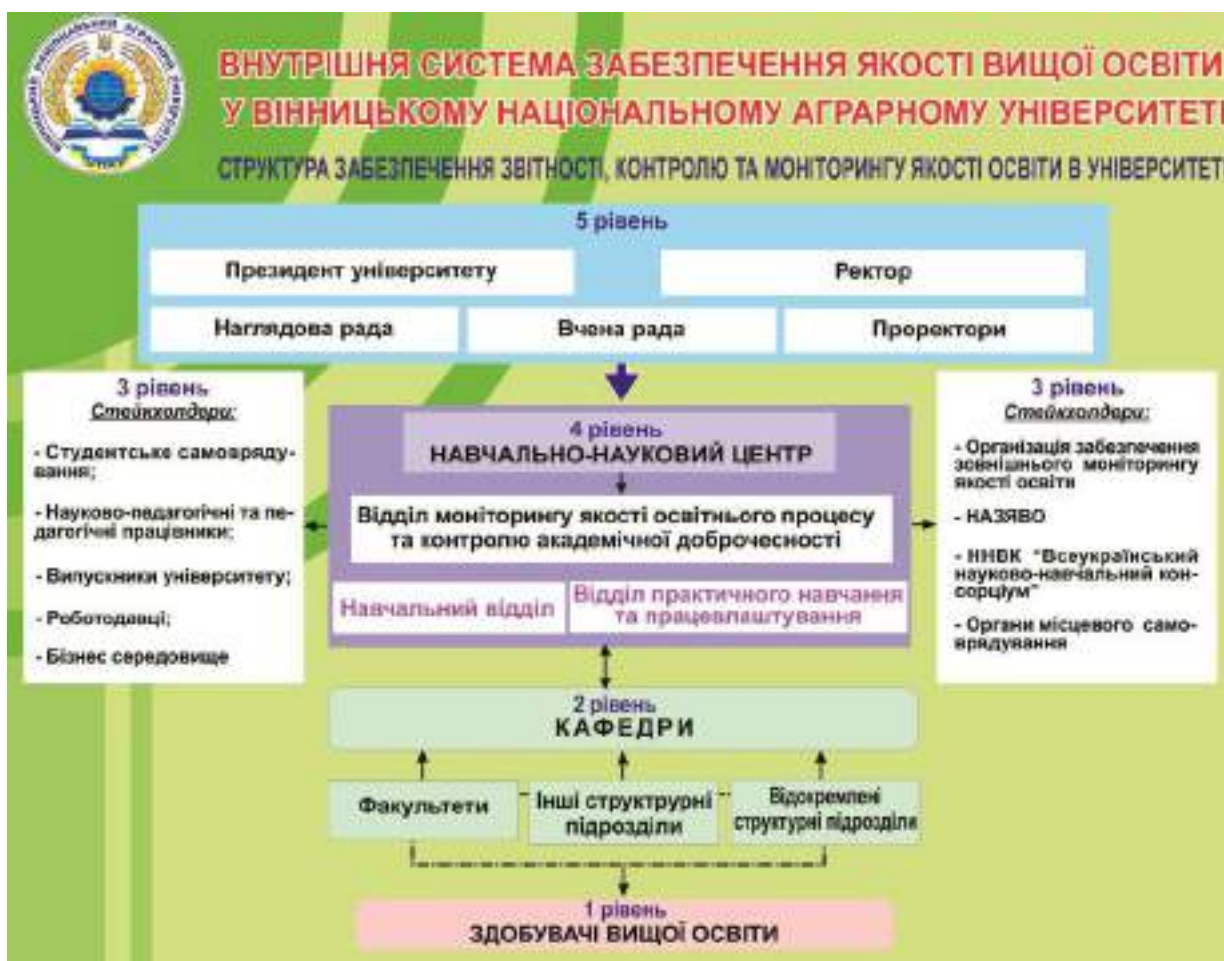 ВІННИЦЬКИЙ НАЦІОНАЛЬНИЙ АГРАРНИЙ УНІВЕРСИТЕТ
ВНУТРІШНЯ СИСТЕМА ЗАБЕЗПЕЧЕННЯ ЯКОСТІ ВИЩОЇ ОСВІТИ
У ВІННИЦЬКОМУ НАЦІОНАЛЬНОМУ АГРАРНОМУ УНІВЕРСИТЕТІ
СТРУКТУРА ЗАБЕЗПЕЧЕННЯ ЗВІТНОСТІ, КОНТРОЛЮ ТА МОНІТОРИНГУ ЯКОСТІ ОСВІТИ В УНІВЕРСИТЕТІ
5 рівень
Президент університету
Ректор
Наглядова рада
Вчена рада
Проректори
3 рівень
Стейкхолдери:
- Студентське самовряду-
вання;
- Науково-педагогічні та пе-
дагогічні працівники;
- Випускники університету;
- Роботодавці;
- Бізнес середовище
4 рівень
НАВЧАЛЬНО-НАУКОВИЙ ЦЕНТР
Відділ моніторингу якості освітнього процесу
та контролю академічної доброчесності
Навчальний відділ
Відділ практичного навчання
та працевлаштування
3 рівень
Стейкхолдери:
- Організація забезпечення
зовнішнього моніторингу
якості освіти
- НАЗЯВО
- ННВК "Всеукраїнський
науково-навчальний кон-
сорціум"
- Органи місцевого само-
врядування
2 рівень
КАФЕДРИ
Факультети
Інші структрурні
підрозділи
Відокремлені
структурні підрозділи
1 рівень
ЗДОБУВАЧІ ВИЩОЇ ОСВІТИ